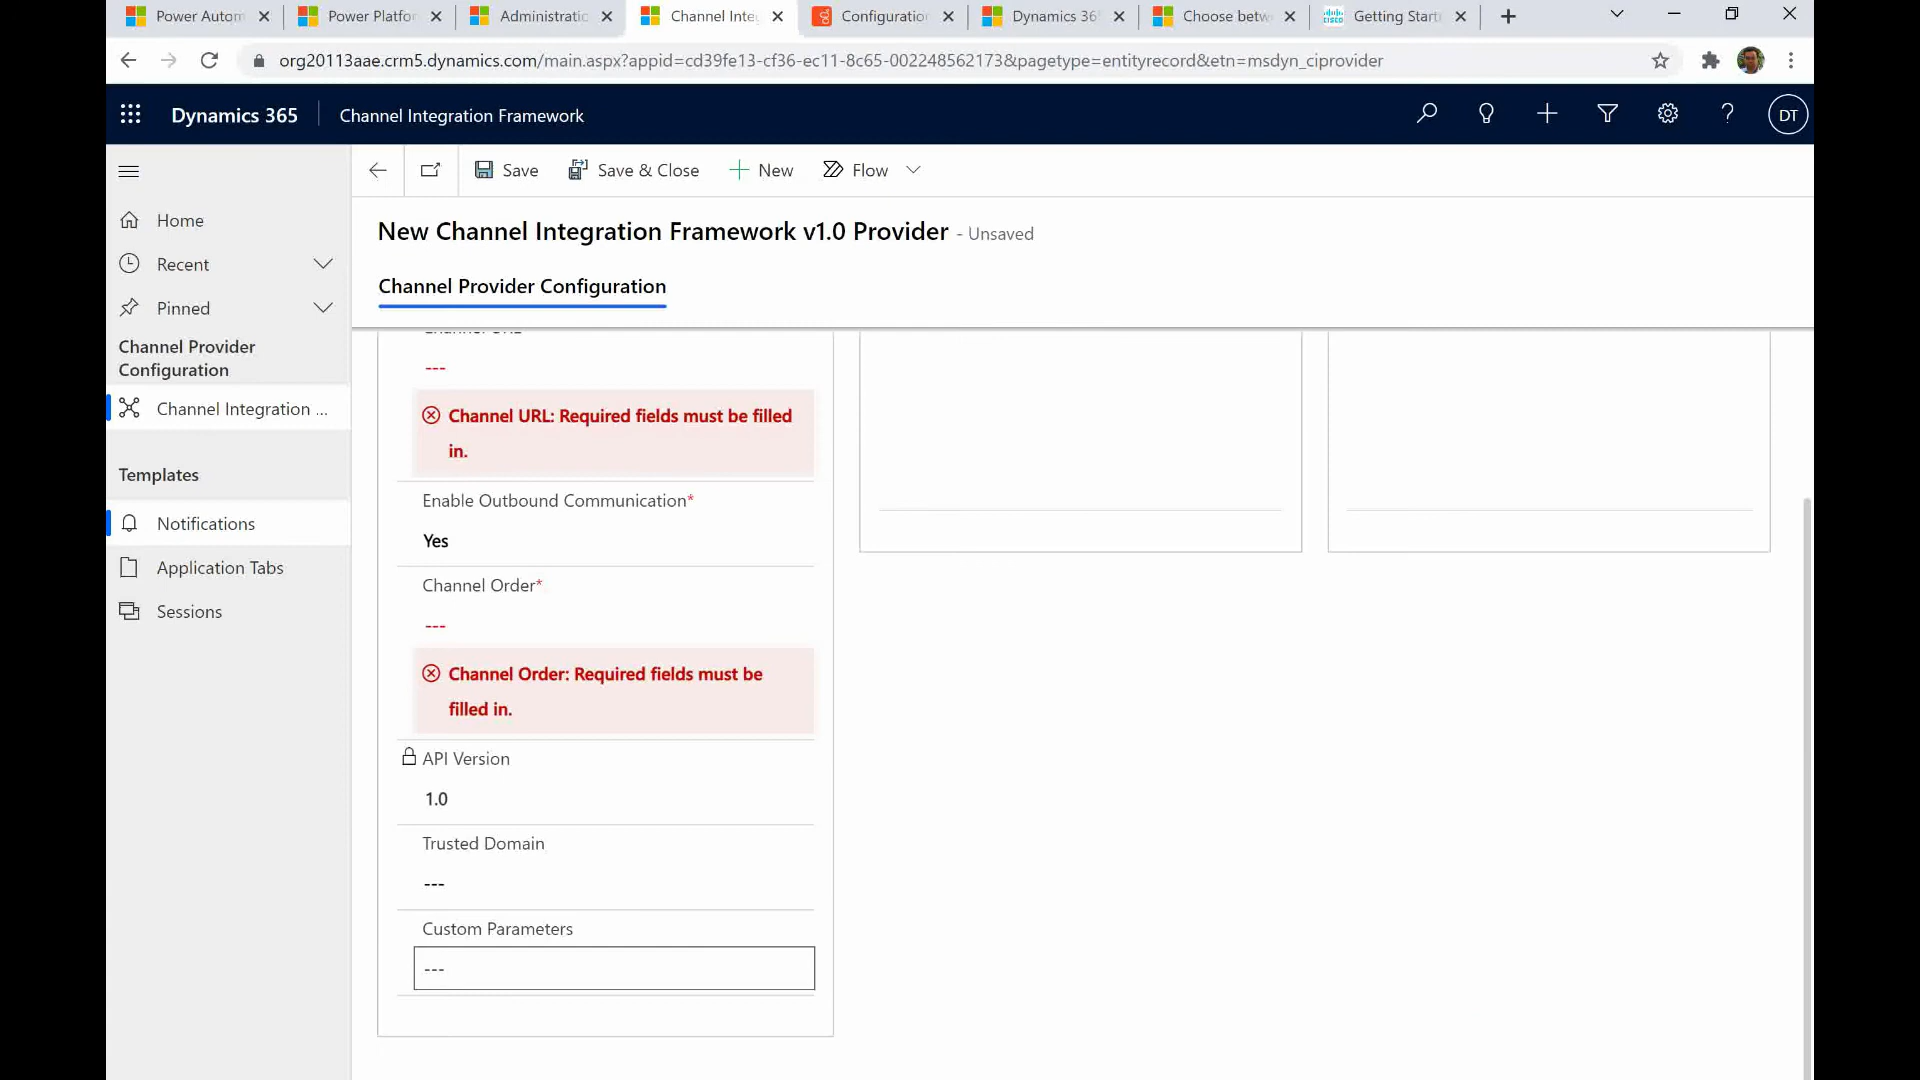 Power Autom
Power Platfor
Administratic
Channel Inte
Configuratio
Dynamics 36
Choose betw
Getting Start
org20113aae.crm5.dynamics.com/main.aspx?appid=cd39fe13-cf36-ec11-8c65-002248562173&pagetype=entityrecord&etn=msdyn_ciprovider
Dynamics 365
Channel Integration Framework
DT
Save
Save & Close
New
Flow
Home
Recent
Pinned
Channel Provider
Configuration
Channel Integration ...
Templates
Notifications
Application Tabs
Sessions
New Channel Integration Framework v1.0 Provider - Unsaved
Channel Provider Configuration
Channel URL
---
Channel URL: Required fields must be filled
in.
Enable Outbound Communication*
Yes
Channel Order*
---
Channel Order: Required fields must be
filled in.
API Version
1.0
Trusted Domain
---
Custom Parameters
---